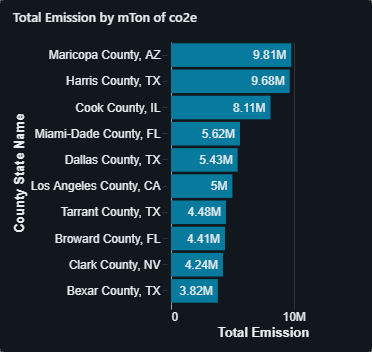 Total Emission by mTon of co2e
County State Name
Maricopa County, AZ 9.81M
Harris County, TX 9.68M
Cook County, IL 8.11M
Miami-Dade County, FL 5.62M
Dallas County, TX 5.43M
Los Angeles County, CA 5M
Tarrant County, TX 4.48M
Broward County, FL 4.41M
Clark County, NV 4.24M
Bexar County, TX 3.82M
0 10M
Total Emission